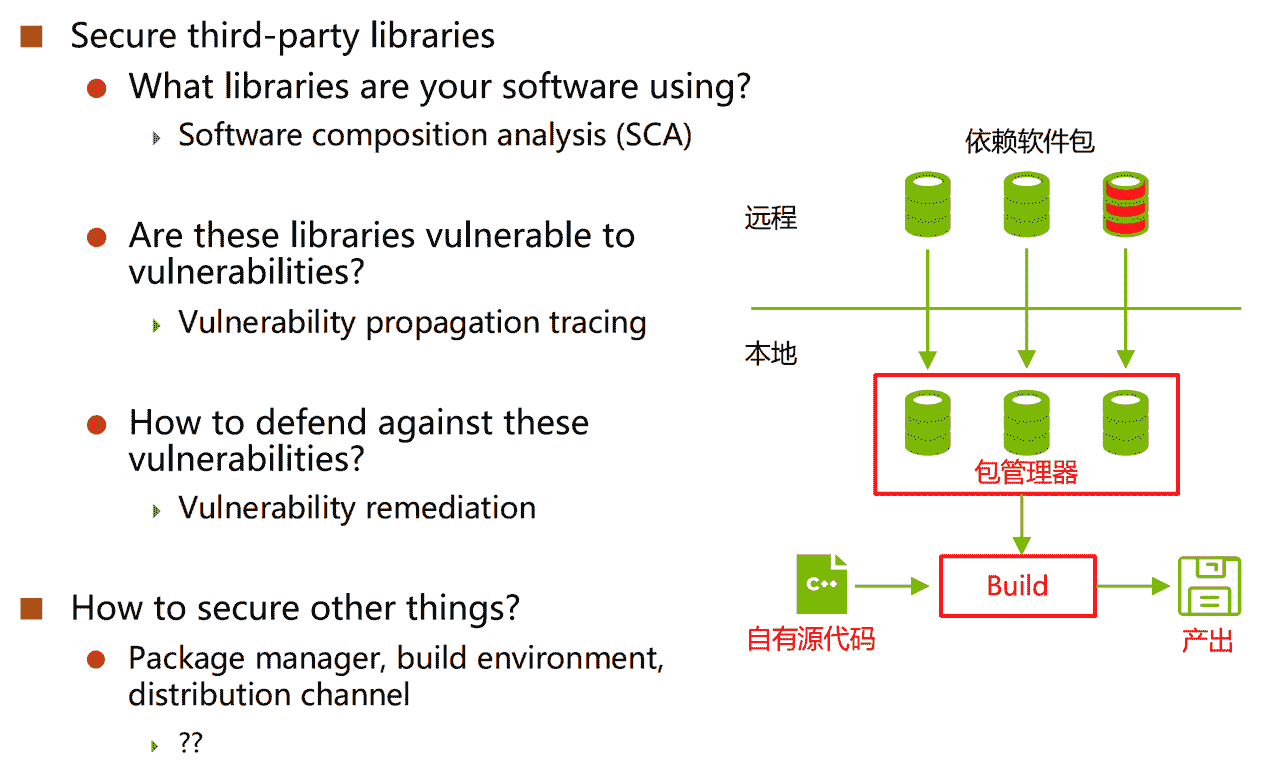 Secure third-party libraries
What libraries are your software using?
Software composition analysis (SCA)
Are these libraries vulnerable to
vulnerabilities?
Vulnerability propagation tracing
How to defend against these
vulnerabilities?
Vulnerability remediation
How to secure other things?
Package manager, build environment,
distribution channel
??
依赖软件包
远程
本地
包管理器
C++
Build
自有源代码
产出